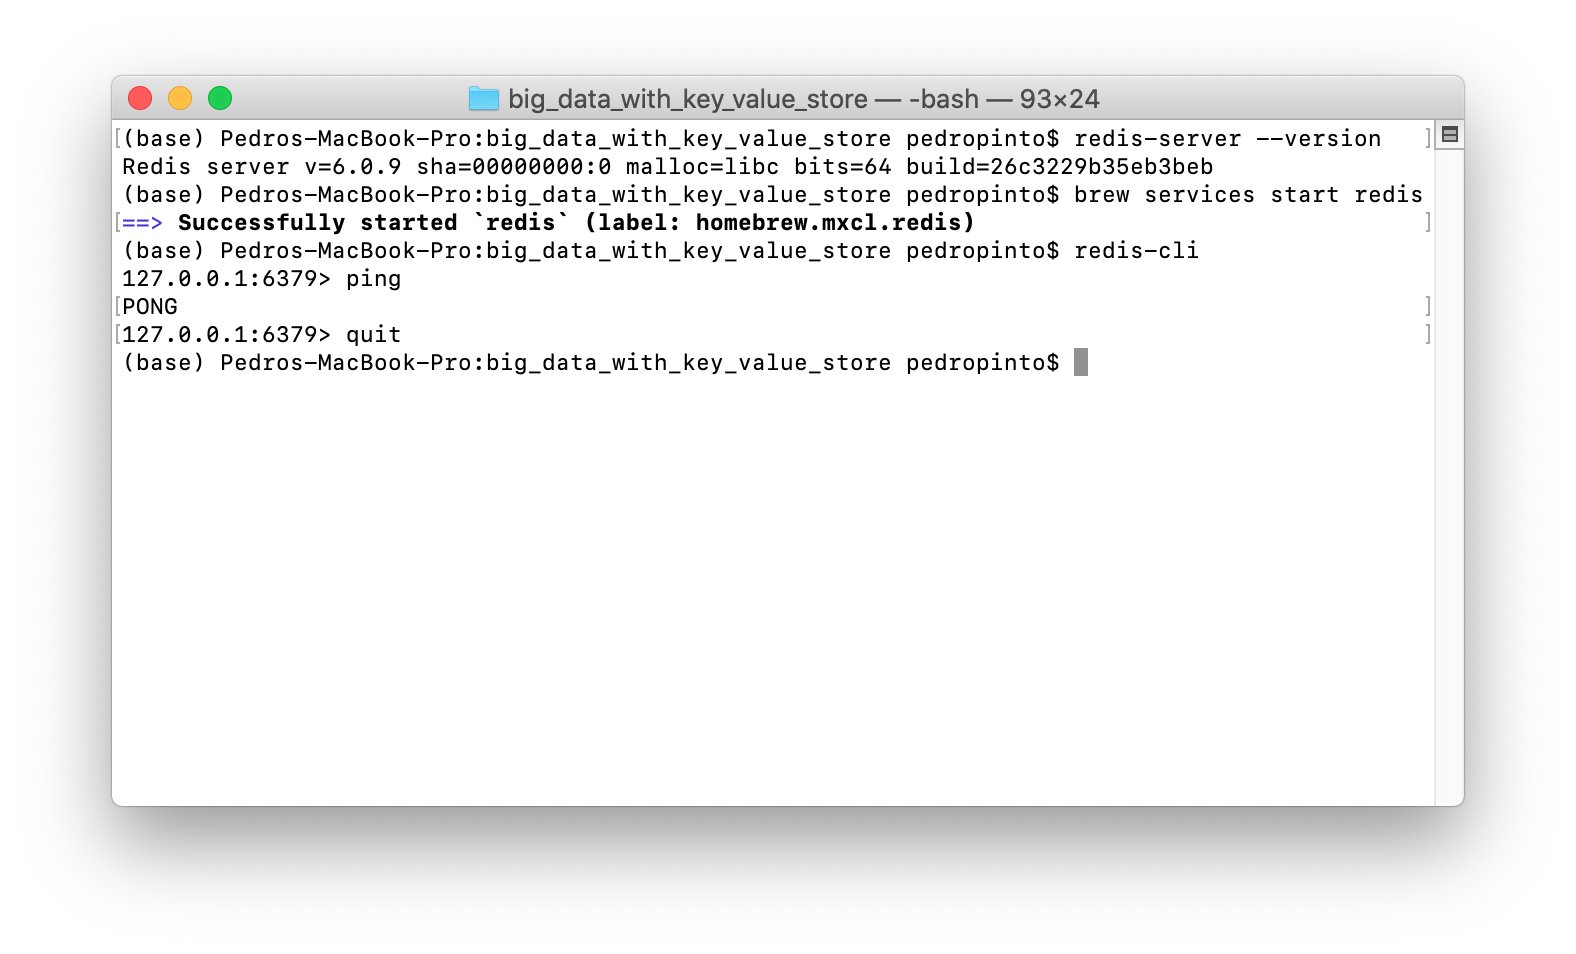 big_data_with_key_value_store — -bash — 93×24
[(base) Pedros-MacBook-Pro:big_data_with_key_value_store pedropinto$ redis-server --version ]
Redis server v=6.0.9 sha=00000000:0 malloc=libc bits=64 build=26c3229b35eb3beb
(base) Pedros-MacBook-Pro:big_data_with_key_value_store pedropinto$ brew services start redis
[==> Successfully started `redis` (label: homebrew.mxcl.redis) ]
(base) Pedros-MacBook-Pro:big_data_with_key_value_store pedropinto$ redis-cli
127.0.0.1:6379> ping
[PONG ]
[127.0.0.1:6379> quit ]
(base) Pedros-MacBook-Pro:big_data_with_key_value_store pedropinto$